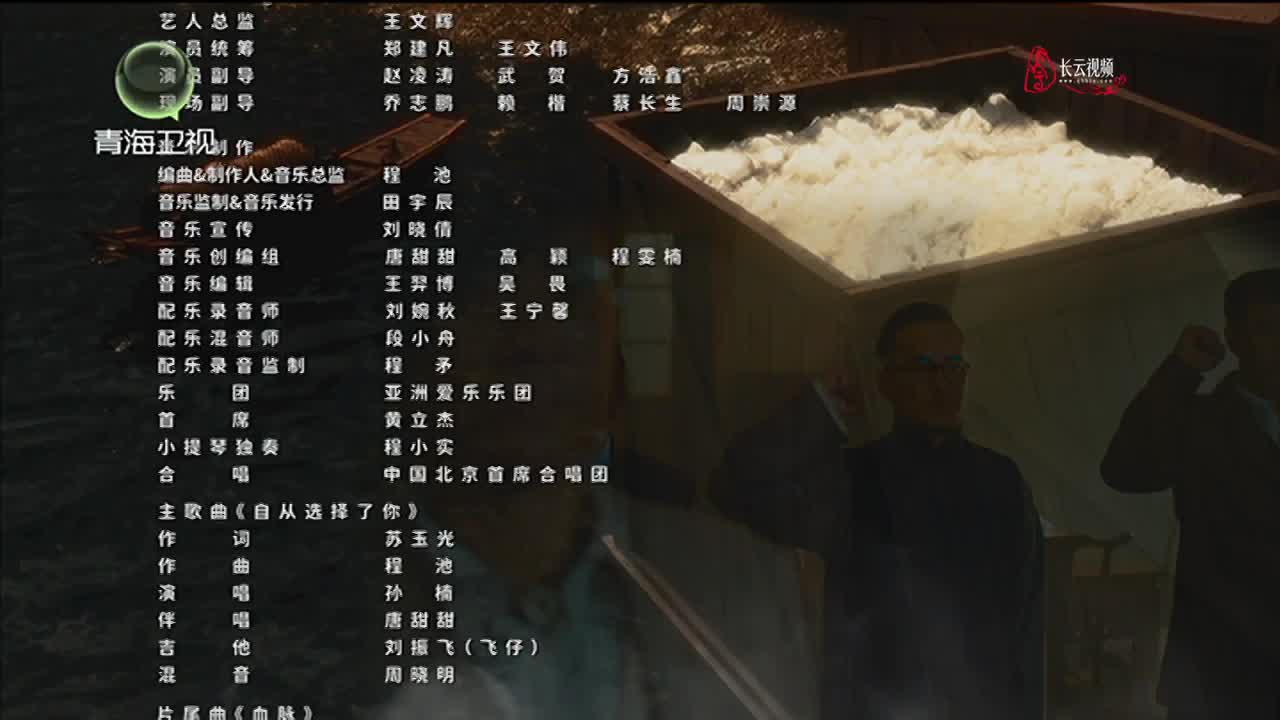 艺人总监 王文辉
演员统筹 郑建凡 王文伟
演员副导 赵凌涛 武贺 方浩鑫
现场副导 乔志鹏 赖楷 蔡长生 周崇源
长云视频
青海卫视
制作
编曲&制作人&音乐总监 程池
音乐监制&音乐发行 田宇辰
音乐宣传 刘晓倩
音乐创编组 唐甜甜 高颖 程雯楠
音乐编辑 王羿博 吴畏
配乐录音师 刘婉秋 王宁馨
配乐混音师 段小舟
配乐录音监制 程矛
乐团 亚洲爱乐乐团
首席 黄立杰
小提琴独奏 程小实
合唱 中国北京首席合唱团
主歌曲《自从选择了你》
作词 苏玉光
作曲 程池
演唱 孙楠
伴唱 唐甜甜
吉他 刘振飞(飞仔)
混音 周晓明
片尾曲《血脉》